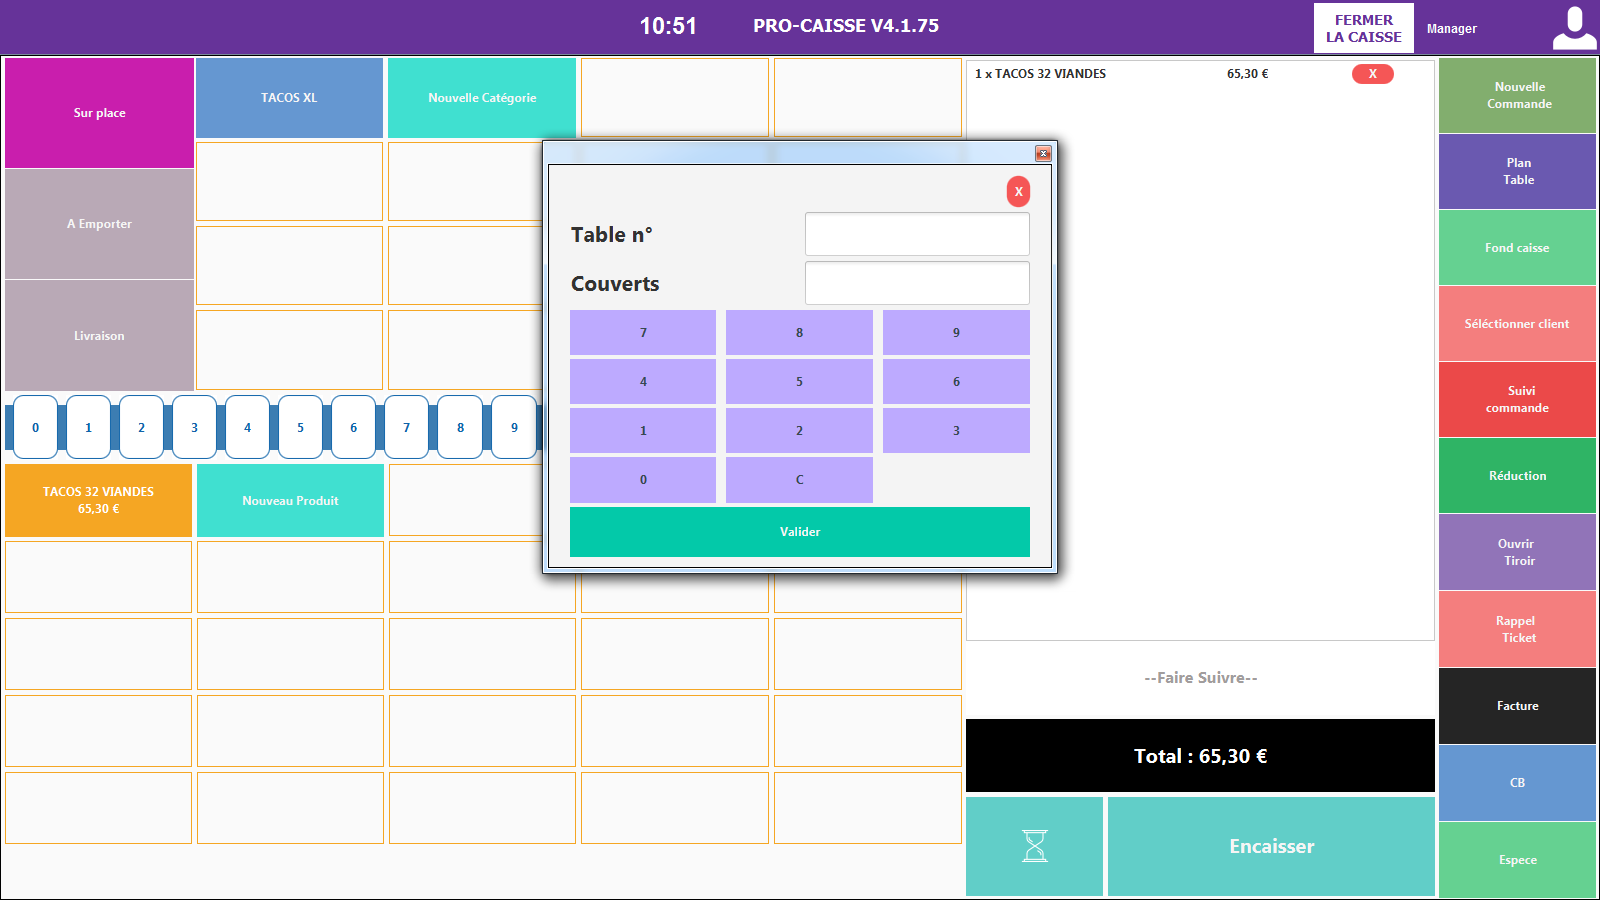 10:51
PRO-CAISSE V4.1.75
FERMER
LA CAISSE
Manager
Sur place
A Emporter
Livraison
TACOS XL
Nouvelle Catégorie
1 x TACOS 32 VIANDES 65,30 € X
X
Table n°
Couverts
7 8 9
4 5 6
1 2 3
0 C
Valider
0 1 2 3 4 5 6 7 8 9
TACOS 32 VIANDES
65,30 €
Nouveau Produit
--Faire Suivre--
Total : 65,30 €
Encaisser
Nouvelle
Commande
Plan
Table
Fond caisse
Séléctionner client
Suivi
commande
Réduction
Ouvrir
Tiroir
Rappel
Ticket
Facture
CB
Espece